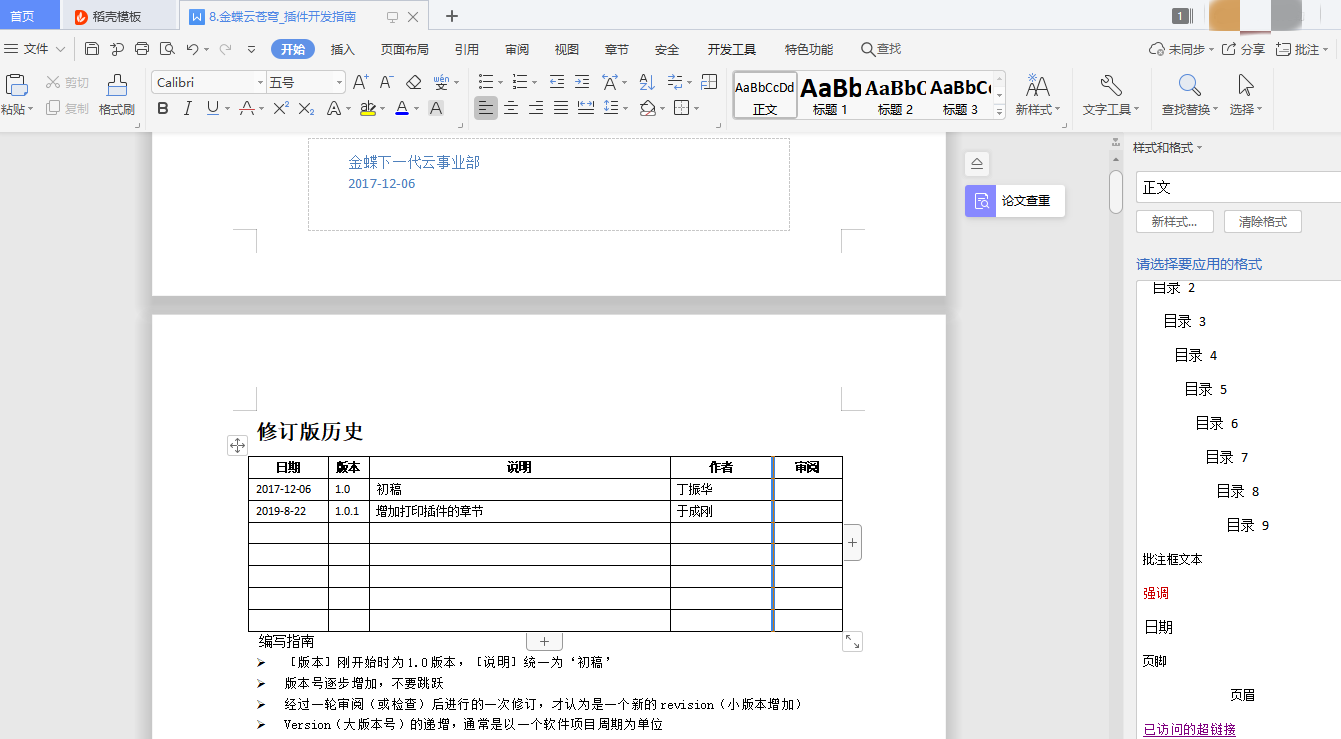 首页 稻壳模板 8.金蝶云苍穹_插件开发指南 1
文件 开始 插入 页面布局 引用 审阅 视图 章节 安全 开发工具 特色功能 查找 未同步 分享 批注
粘贴 剪切 复制 格式刷 Calibri 五号 AaBbCcDd 正文 AaBb 标题 1 AaBbC 标题 2 AaBbC 标题 3 新样式 文字工具 查找替换 选择
金蝶下一代云事业部
2017-12-06
论文查重
修订版历史
日期 版本 说明 作者 审阅
2017-12-06 1.0 初稿 丁振华
2019-8-22 1.0.1 增加打印插件的章节 于成刚
编写指南
➢ [版本] 刚开始时为1.0版本，[说明] 统一为‘初稿’
➢ 版本号逐步增加，不要跳跃
➢ 经过一轮审阅（或检查）后进行的一次修订，才认为是一个新的revision（小版本增加）
➢ Version（大版本号）的递增，通常是以一个软件项目周期为单位
样式和格式
正文
新样式... 清除格式
请选择要应用的格式
目录 2
目录 3
目录 4
目录 5
目录 6
目录 7
目录 8
目录 9
批注框文本
强调
日期
页脚
页眉
已访问的超链接